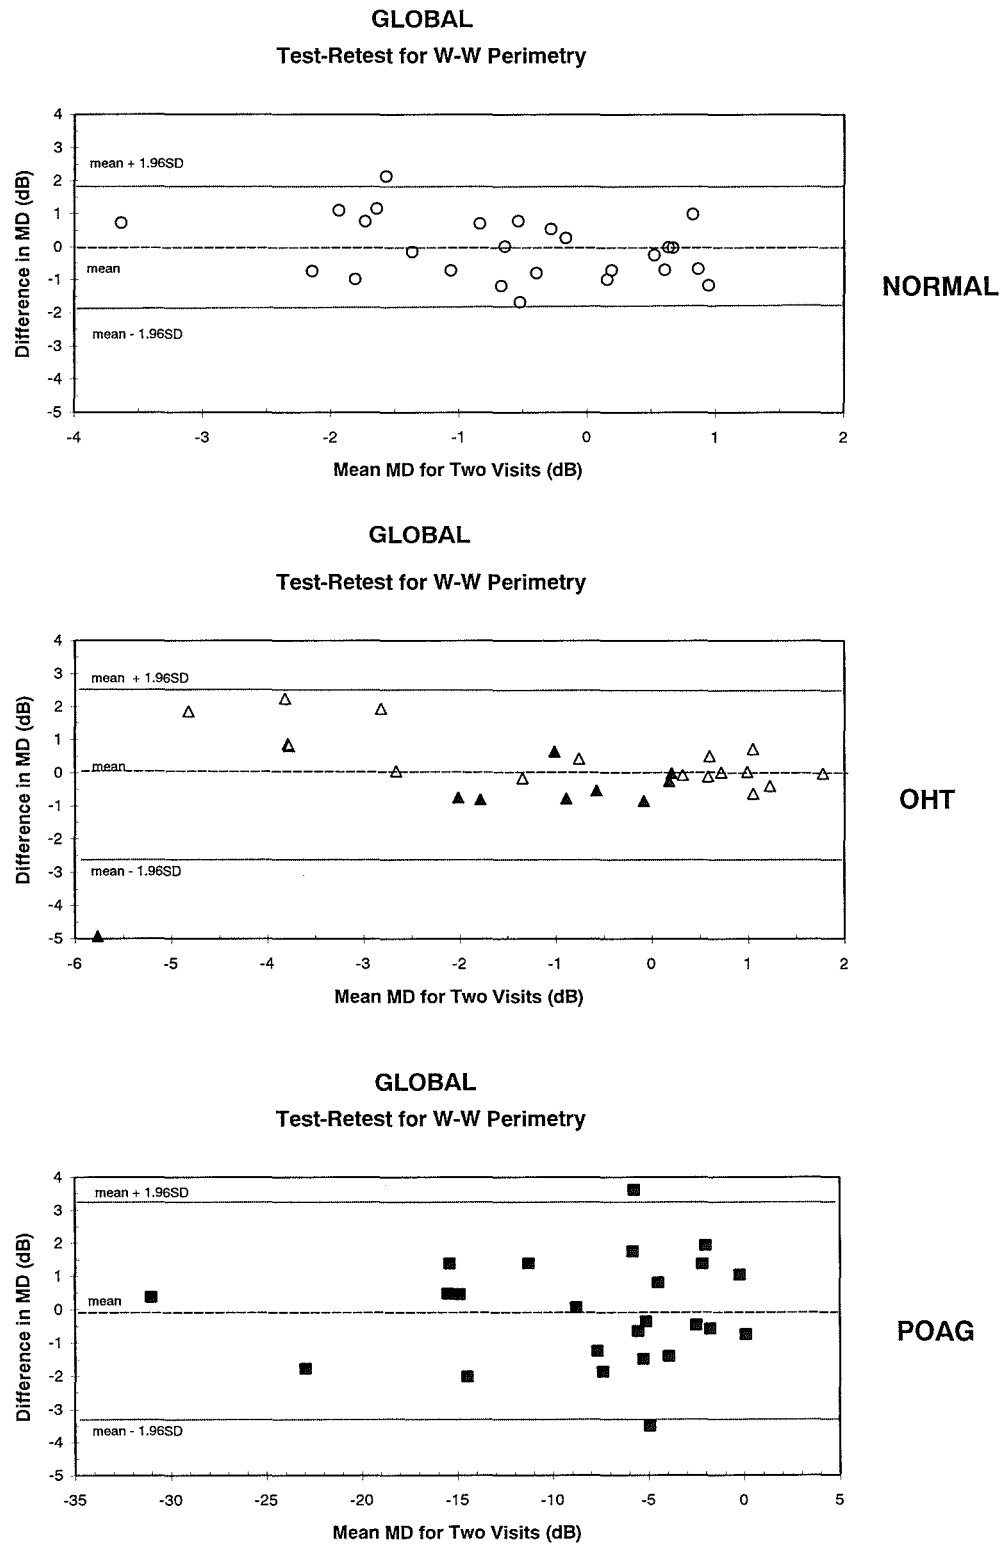 GLOBAL
Test-Retest for W-W Perimetry
4
3
2
1
0
-1
-2
-3
-4
-5
Difference in MD (dB)
mean + 1.96SD
mean
mean - 1.96SD
-4 -3 -2 -1 0 1 2
Mean MD for Two Visits (dB)
NORMAL
GLOBAL
Test-Retest for W-W Perimetry
4
3
2
1
0
-1
-2
-3
-4
-5
Difference in MD (dB)
mean + 1.96SD
mean
mean - 1.96SD
-6 -5 -4 -3 -2 -1 0 1 2
Mean MD for Two Visits (dB)
OHT
GLOBAL
Test-Retest for W-W Perimetry
4
3
2
1
0
-1
-2
-3
-4
-5
Difference in MD (dB)
mean + 1.96SD
mean
mean - 1.96SD
-35 -30 -25 -20 -15 -10 -5 0 5
Mean MD for Two Visits (dB)
POAG